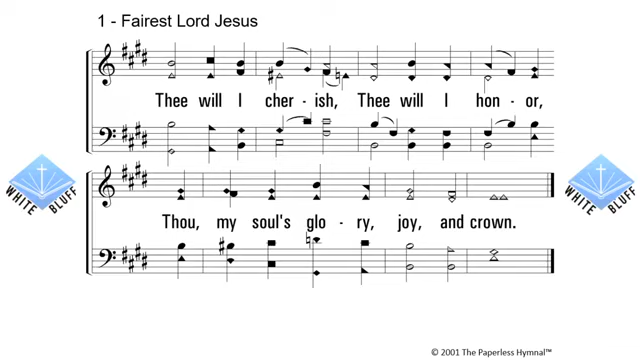 1 - Fairest Lord Jesus
Thee will I cher - ish, Thee will I hon - or,
WHITE BLUFF
WHITE BLUFF
Thou, my soul's glo - ry, joy, and crown.
© 2001 The Paperless Hymnal™